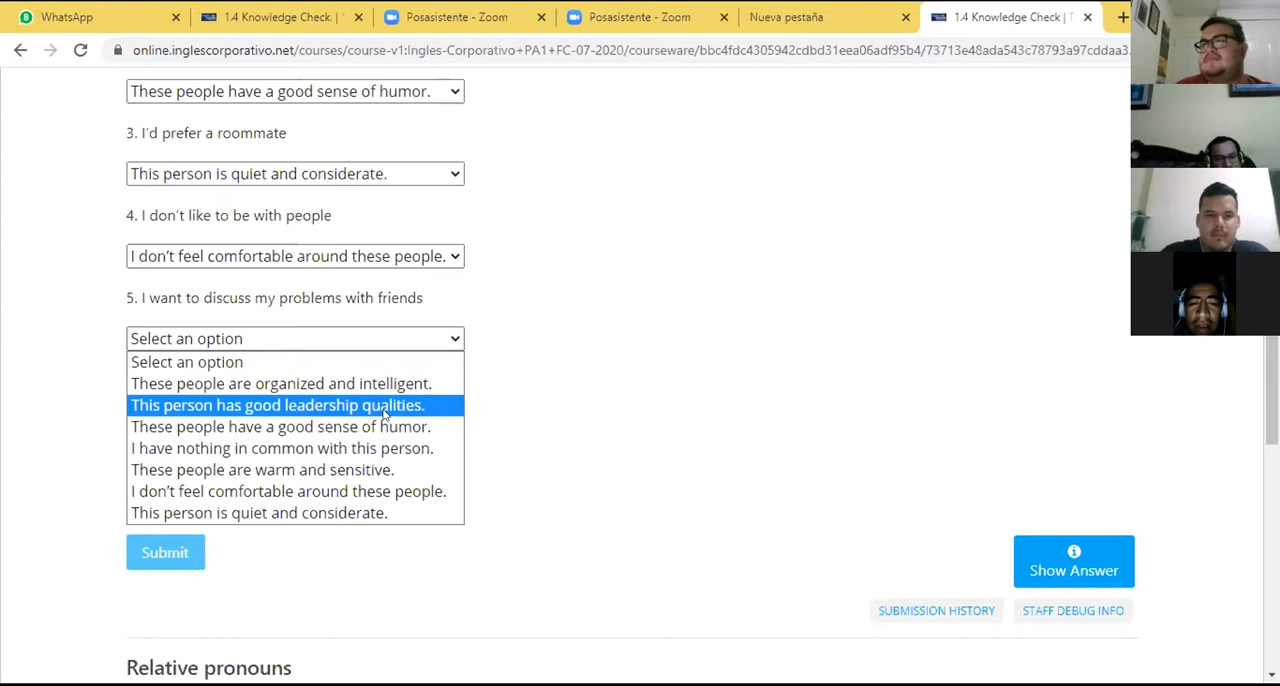 WhatsApp
1.4 Knowledge Check.
Posasistente - Zoom
Posasistente - Zoom
Nueva pestaña
1.4 Knowledge Check | T
online.inglescorporativo.net/courses/course-v1:Ingles-Corporativo+PA1+FC-07-2020/courseware/bbc4fdc4305942cdbd31eea06adf95b4/73713e48ada543c78793a97cddaa3...
These people have a good sense of humor.
3. I'd prefer a roommate
This person is quiet and considerate.
4. I don't like to be with people
I don't feel comfortable around these people.
5. I want to discuss my problems with friends
Select an option
Select an option
These people are organized and intelligent.
This person has good leadership qualities.
These people have a good sense of humor.
I have nothing in common with this person.
These people are warm and sensitive.
I don't feel comfortable around these people.
This person is quiet and considerate.
Submit
Show Answer
SUBMISSION HISTORY
STAFF DEBUG INFO
Relative pronouns